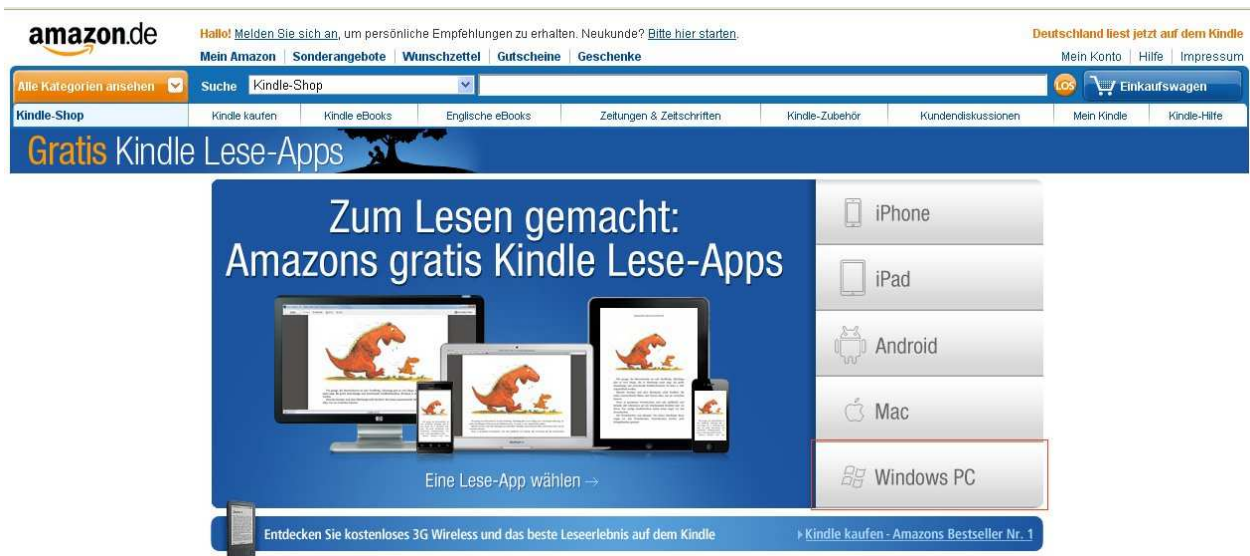 amazon.de
Hallo! Melden Sie sich an, um persönliche Empfehlungen zu erhalten. Neukunde? Bitte hier starten.
Deutschland liest jetzt auf dem Kindle
Mein Amazon | Sonderangebote | Wunschzettel | Gutscheine | Geschenke
Mein Konto | Hilfe | Impressum
Alle Kategorien ansehen
Suche Kindle-Shop
LOS
Einkaufswagen
Kindle-Shop
Kindle kaufen
Kindle eBooks
Englische eBooks
Zeitungen & Zeitschriften
Kindle-Zubehör
Kundendiskussionen
Mein Kindle
Kindle-Hilfe
Gratis Kindle Lese-Apps
Zum Lesen gemacht:
Amazons gratis Kindle Lese-Apps
Eine Lese-App wählen →
iPhone
iPad
Android
Mac
Windows PC
Entdecken Sie kostenloses 3G Wireless und das beste Leseerlebnis auf dem Kindle
Kindle kaufen - Amazons Bestseller Nr. 1